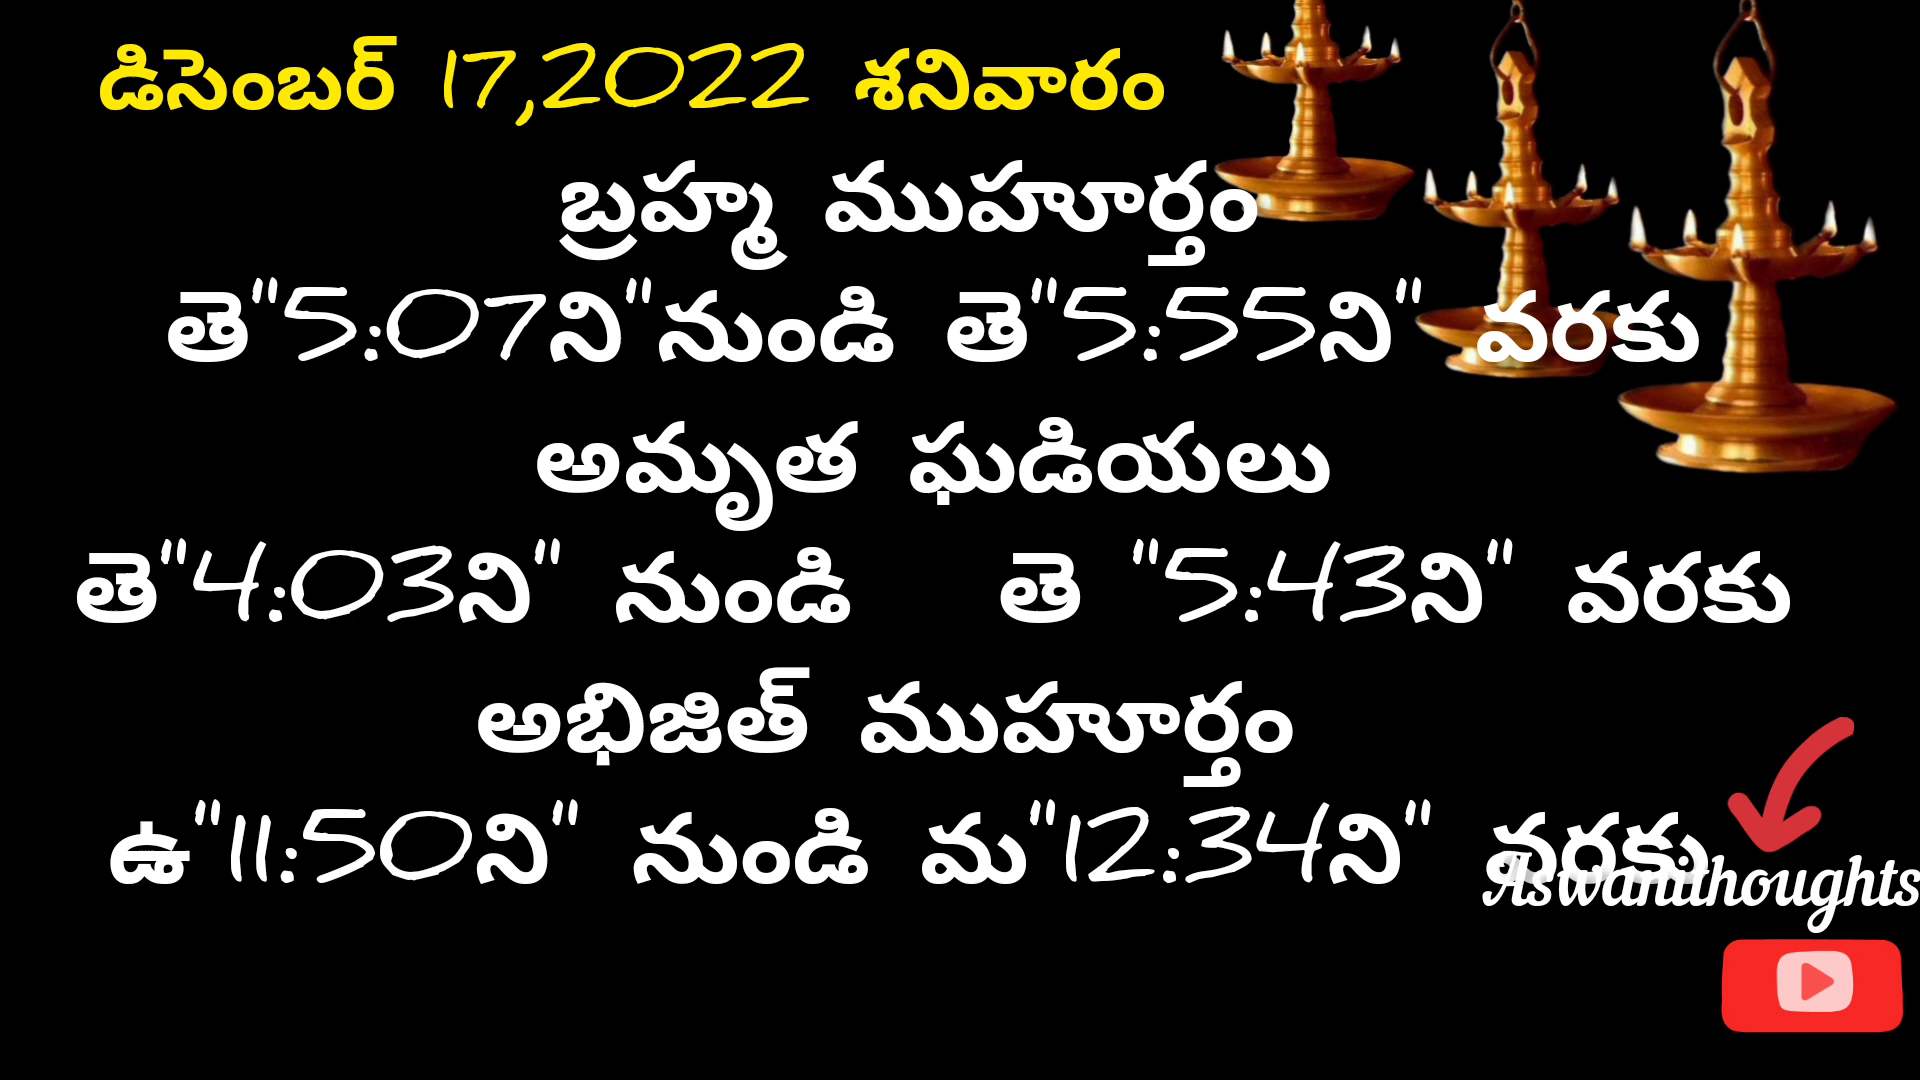 డిసెంబర్ 17,2022 శనివారం
బ్రహ్మ ముహూర్తం
తె"5:07ని"నుండి తె"5:55ని" వరకు
అమృత ఘడియలు
తె"4:03ని" నుండి తె "5:43ని" వరకు
అభిజిత్ ముహూర్తం
ఉ"11:50ని" నుండి మ"12:34ని" వరకు
Aswanithoughts